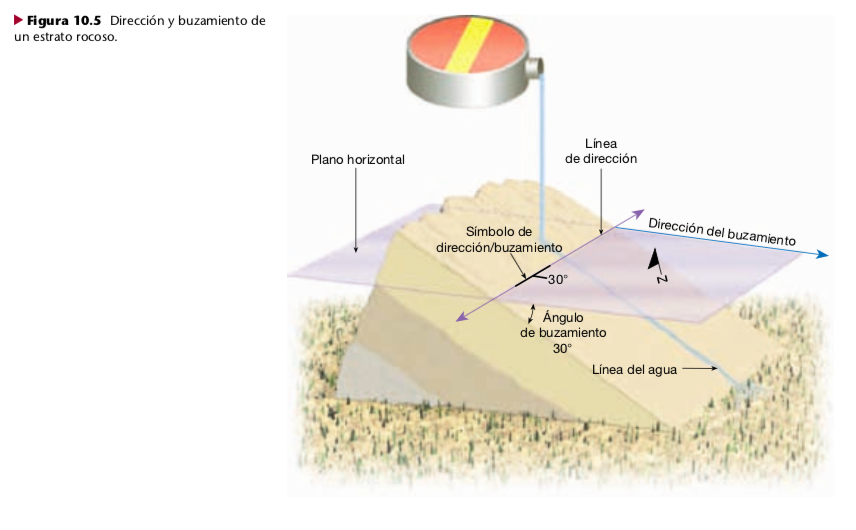 ▶ Figura 10.5 Dirección y buzamiento de
un estrato rocoso.
Línea
de dirección
Plano horizontal
Dirección del buzamiento
Símbolo de
dirección/buzamiento
30°
N
Ángulo
de buzamiento
30°
Línea del agua